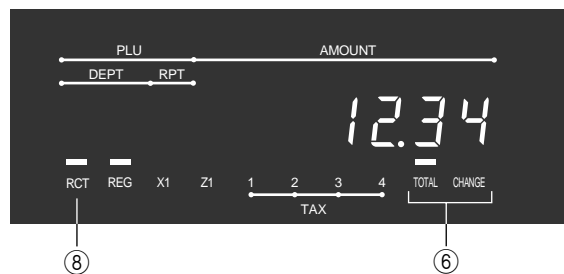 PLU AMOUNT
DEPT RPT
12.34
RCT REG X1 Z1 1 2 3 4 TOTAL CHANGE
TAX
⑧ ⑥